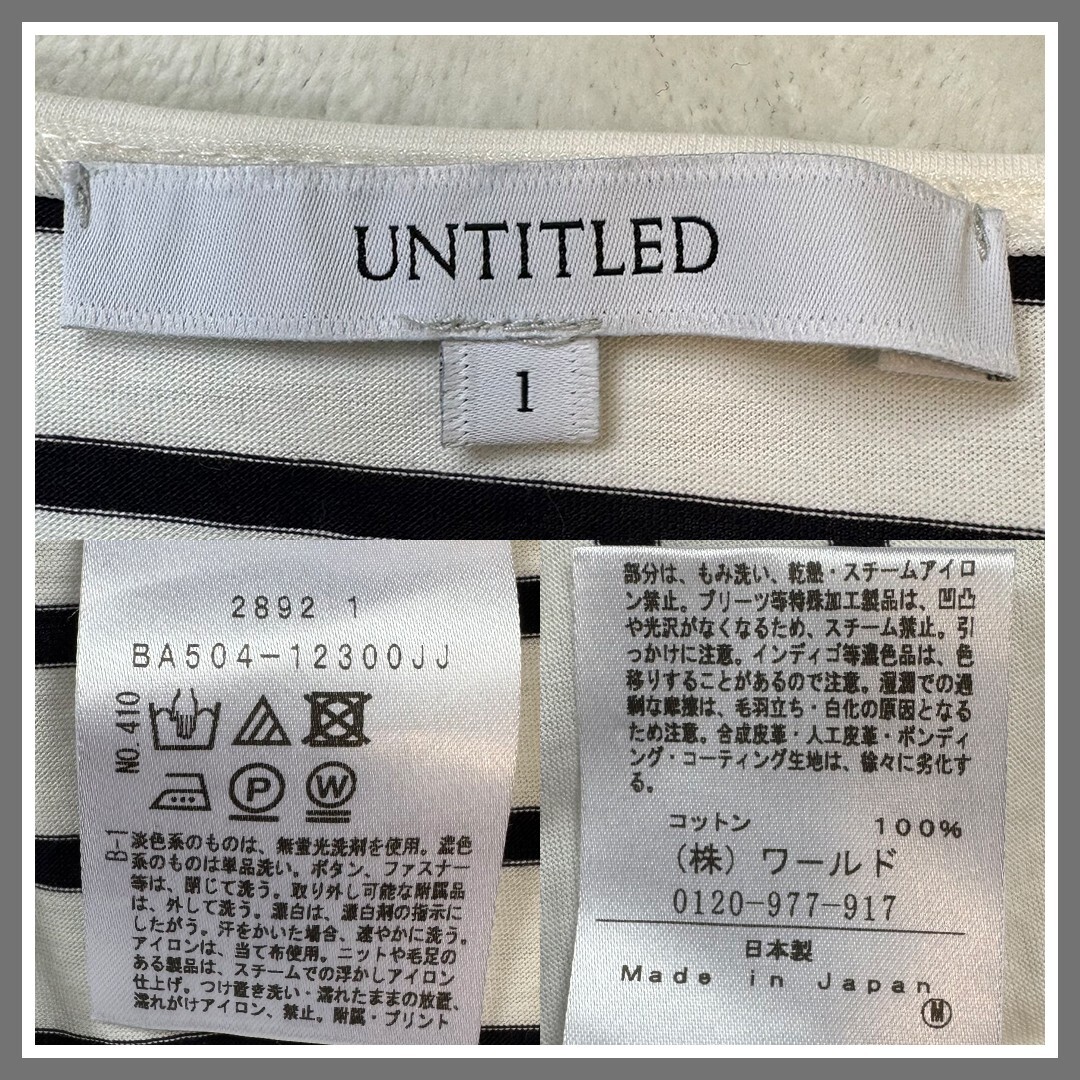 UNTITLED
1
2892 1
BA504-12300JJ
NO 410
P
W
B-1
淡色系のものは、無蛍光洗剤を使用。濃色
系のものは単品洗い。ボタン、ファスナー
等は、閉じて洗う。取り外し可能な附属品
は、外して洗う。漂白は、漂白剤の指示に
したがう。汗をかいた場合、速やかに洗う。
アイロンは、当て布使用。ニットや毛足の
ある製品は、スチームでの浮かしアイロン
仕上げ。つけ置き洗い・濡れたままの放置、
濡れがけアイロン、禁止。附属・プリント
部分は、もみ洗い、乾熱・スチームアイロ
ン禁止。プリーツ等特殊加工製品は、凹凸
や光沢がなくなるため、スチーム禁止。引
っかけに注意。インディゴ等濃色品は、色
移りすることがあるので注意。湿潤での過
剰な摩擦は、毛羽立ち・白化の原因となる
ため注意。合成皮革・人工皮革・ボンディ
ング・コーティング生地は、徐々に劣化す
る。
コットン 100%
(株) ワールド
0120-977-917
日本製
Made in Japan
M